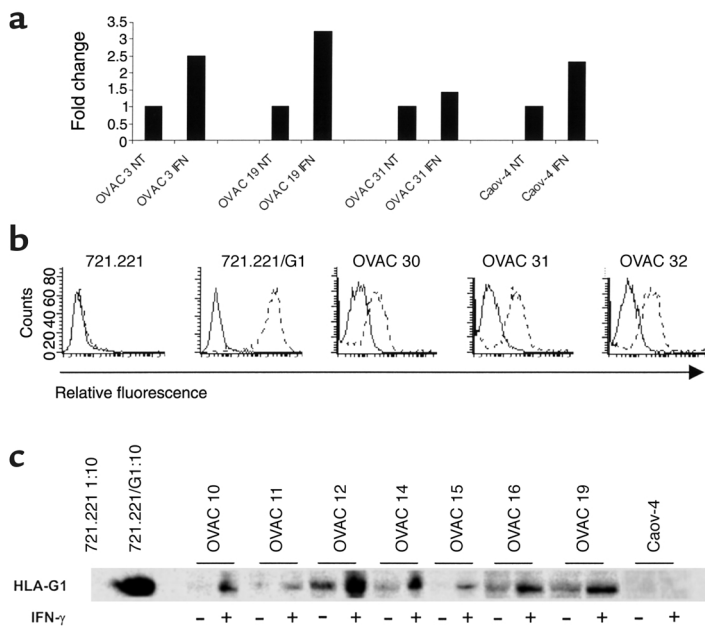 a
Fold change
3.5
3
2.5
2
1.5
1
0.5
0
OVAC 3 NT
OVAC 3 IFN
OVAC 19 NT
OVAC 19 IFN
OVAC 31 NT
OVAC 31 IFN
Caov-4 NT
Caov-4 IFN
b
721.221
721.221/G1
OVAC 30
OVAC 31
OVAC 32
Counts
0 20 40 60 80
Relative fluorescence
c
721.221 1:10
721.221/G1:10
OVAC 10
OVAC 11
OVAC 12
OVAC 14
OVAC 15
OVAC 16
OVAC 19
Caov-4
HLA-G1
IFN-γ – + – + – + – + – + – + – + – +